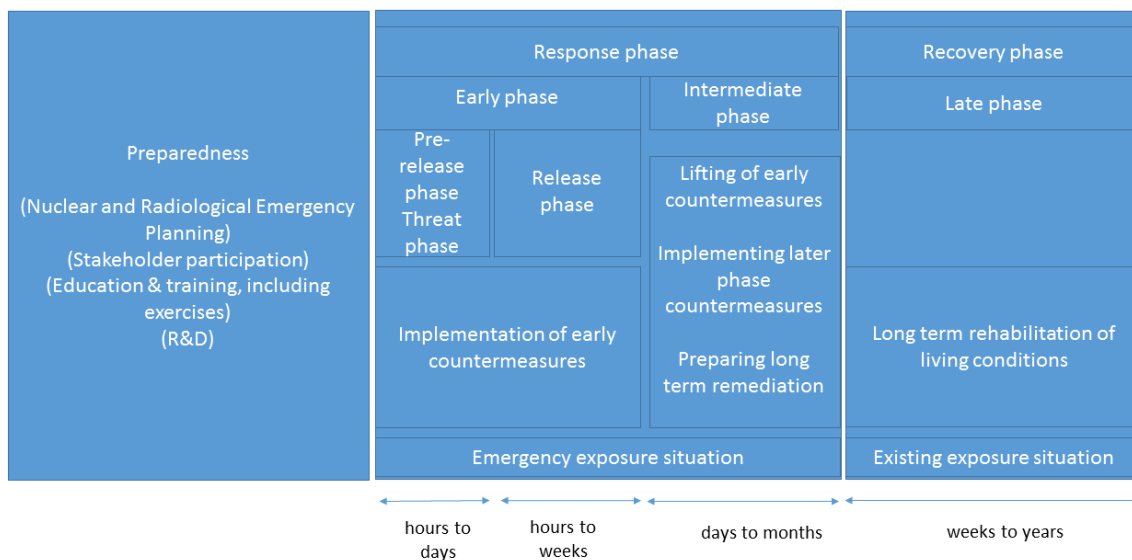 Preparedness
(Nuclear and Radiological Emergency
Planning)
(Stakeholder participation)
(Education & training, including
exercises)
(R&D)
Response phase
Early phase
Intermediate
phase
Pre-
release
phase
Threat
phase
Release
phase
Implementation of early
countermeasures
Lifting of early
countermeasures
Implementing later
phase
countermeasures
Preparing long
term remediation
Emergency exposure situation
Recovery phase
Late phase
Long term rehabilitation of
living conditions
Existing exposure situation
hours to
days
hours to
weeks
days to months
weeks to years